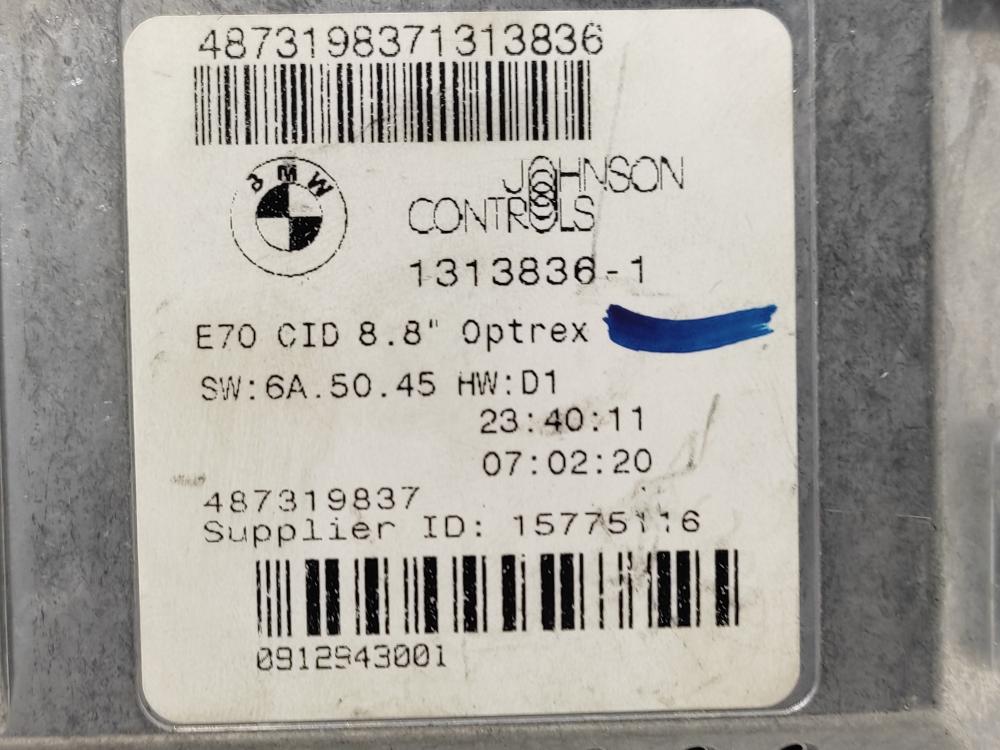 4873198371313836
BMW
JOHNSON
CONTROLS
1313836-1
E70 CID 8.8" Optrex
SW:6A.50.45 HW:D1
23:40:11
07:02:20
487319837
Supplier ID: 15775116
0912943001